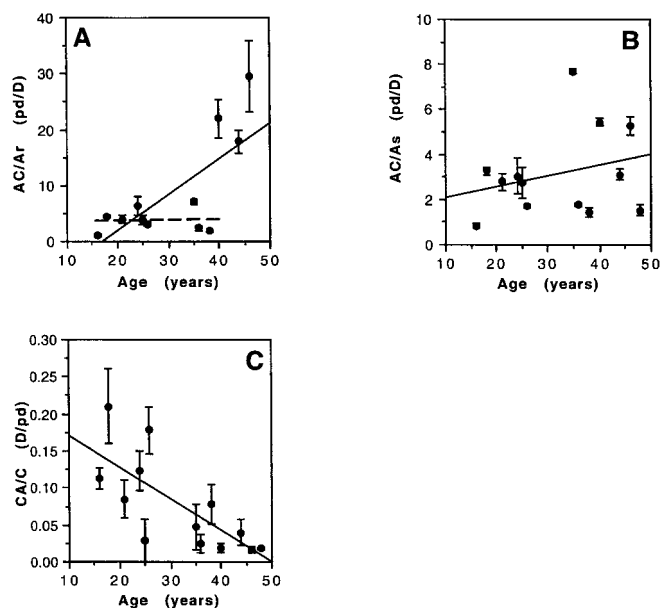 A
AC/Ar (pd/D)
40
30
20
10
5
0
10 20 30 40 50
Age (years)
B
AC/As (pd/D)
10
8
6
4
2
0
10 20 30 40 50
Age (years)
C
CA/C (D/pd)
0.30
0.25
0.20
0.15
0.10
0.05
0.00
10 20 30 40 50
Age (years)